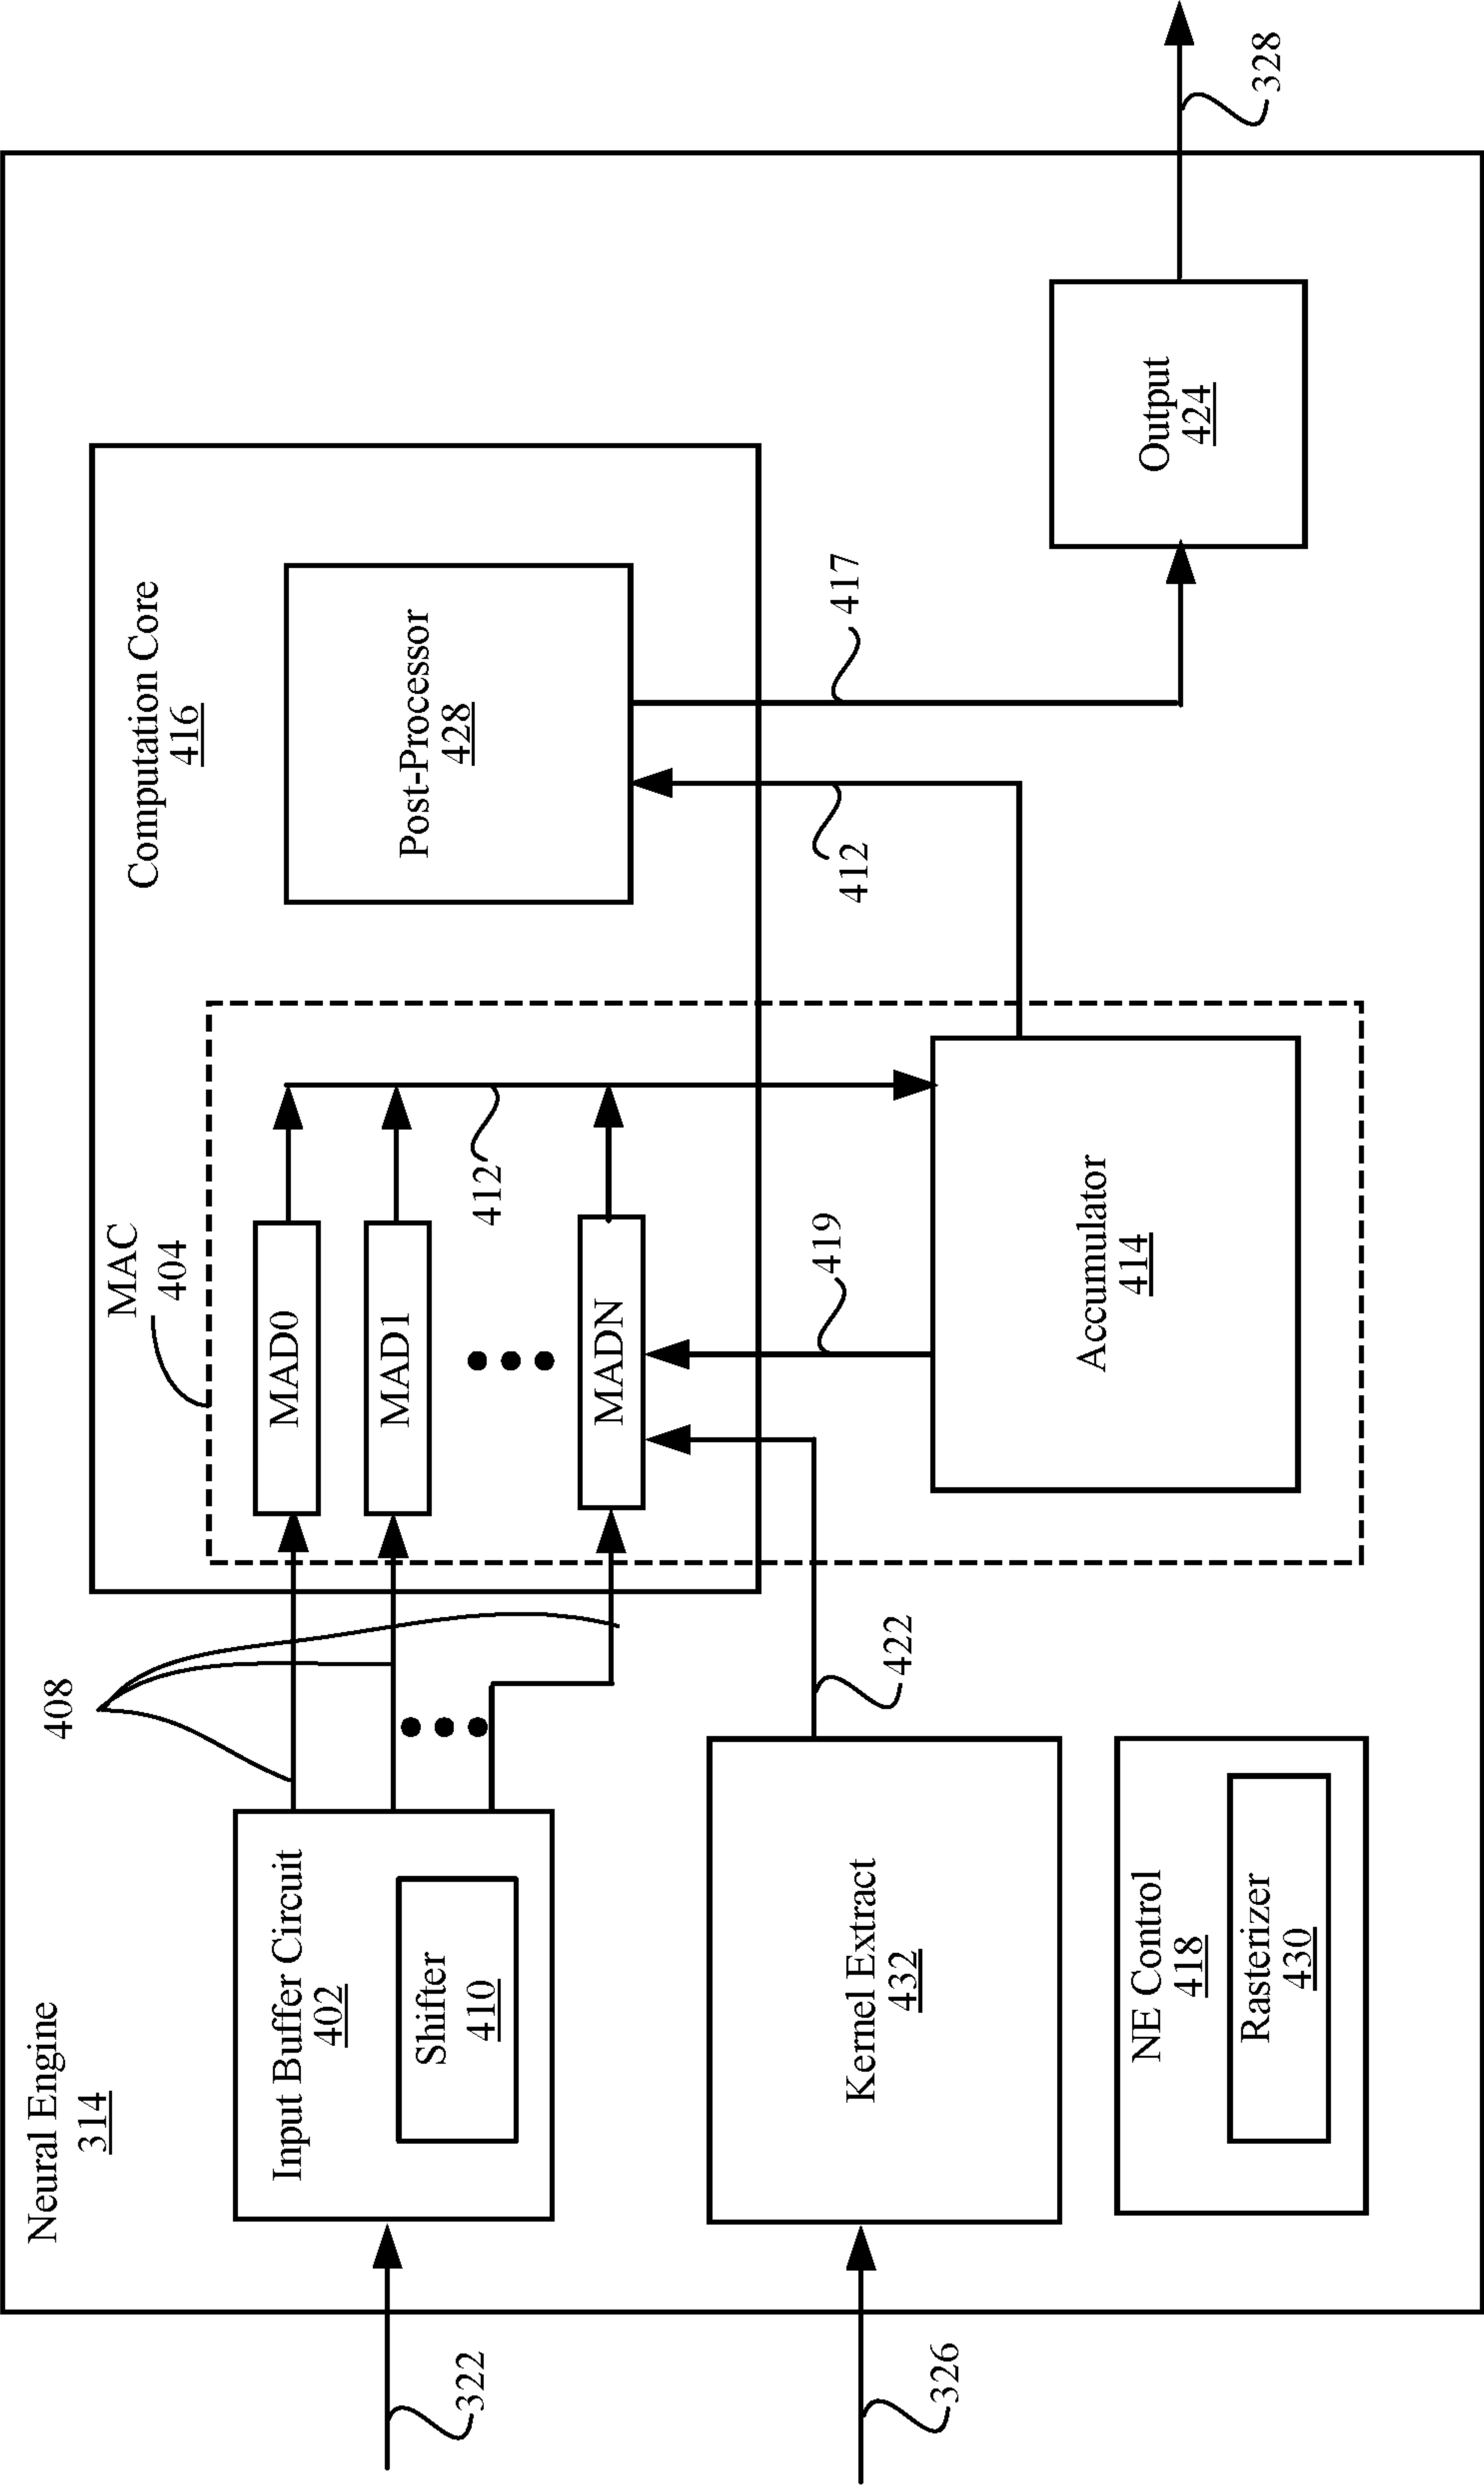 Neural Engine
314
Input Buffer Circuit
402
Shifter
410
408
MAC
404
MAD0
MAD1
MADN
412
Computation Core
416
Post-Processor
428
322
326
Kernel Extract
432
422
419
Accumulator
414
412
417
NE Control
418
Rasterizer
430
Output
424
328